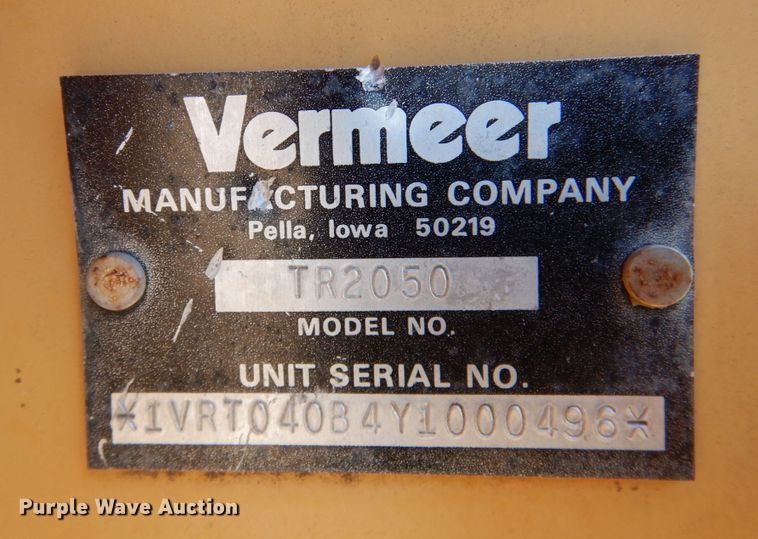 Vermeer
MANUFACTURING COMPANY
Pella, Iowa 50219
TR2050
MODEL NO.
UNIT SERIAL NO.
*1VRT040B4Y1000496*
Purple Wave Auction